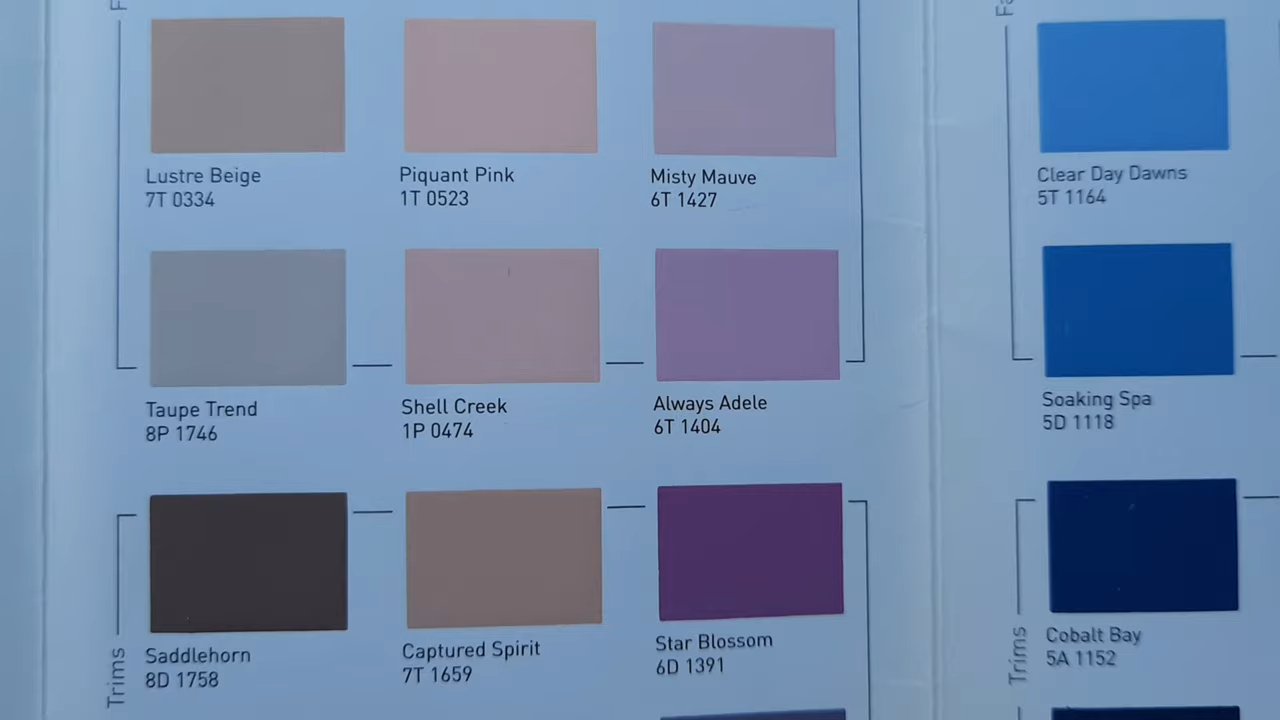 Lustre Beige
7T 0334
Piquant Pink
1T 0523
Misty Mauve
6T 1427
Clear Day Dawns
5T 1164
Taupe Trend
8P 1746
Shell Creek
1P 0474
Always Adele
6T 1404
Soaking Spa
5D 1118
Trims
Saddlehorn
8D 1758
Captured Spirit
7T 1659
Star Blossom
6D 1391
Trims
Cobalt Bay
5A 1152